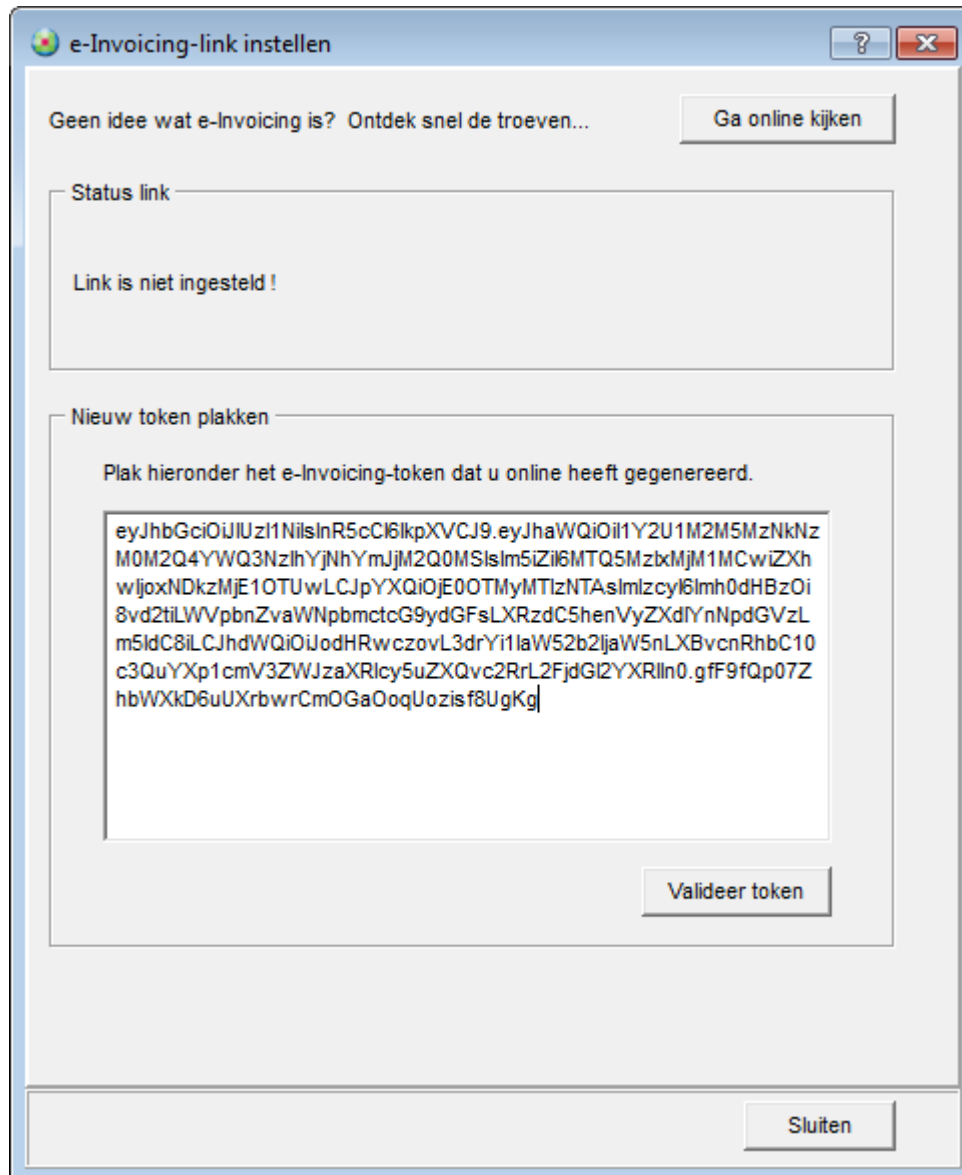 e-Invoicing-link instellen
Geen idee wat e-Invoicing is? Ontdek snel de troeven...
Ga online kijken
Status link
Link is niet ingesteld !
Nieuw token plakken
Plak hieronder het e-Invoicing-token dat u online heeft gegenereerd.
eyJhbGciOiJIUzI1NiIsInR5cCI6IkpXVCJ9.eyJhaWQiOiI1Y2U1M2M5MzNkNz
M0M2Q4YWQ3NzIhYjNhYmJjM2Q0MSIsIm5iZiI6MTQ5MzIxMjM1MCwiZXh
wIjoxNDkzMjE1OTUwLCJpYXQiOjE0OTMyMTIzNTAsImlzcyI6Imh0dHBzOi
8vd2tiLWVpbnZvaWNpbmctcG9ydGFsLXRzdC5henVyZXdlYnNpdGVzL
m5ldC8iLCJhdWQiOiJodHRwczovL3drYi1laW52b2ljaW5nLXBvcnRhbC10
c3QuYXp1cmV3ZWJzaXRlcy5uZXQvc2RrL2FjdGl2YXRlIn0.gfF9fQp07Z
hbWXkD6uUXrbwrCmOGaOoqUozisf8UgKg
Valideer token
Sluiten